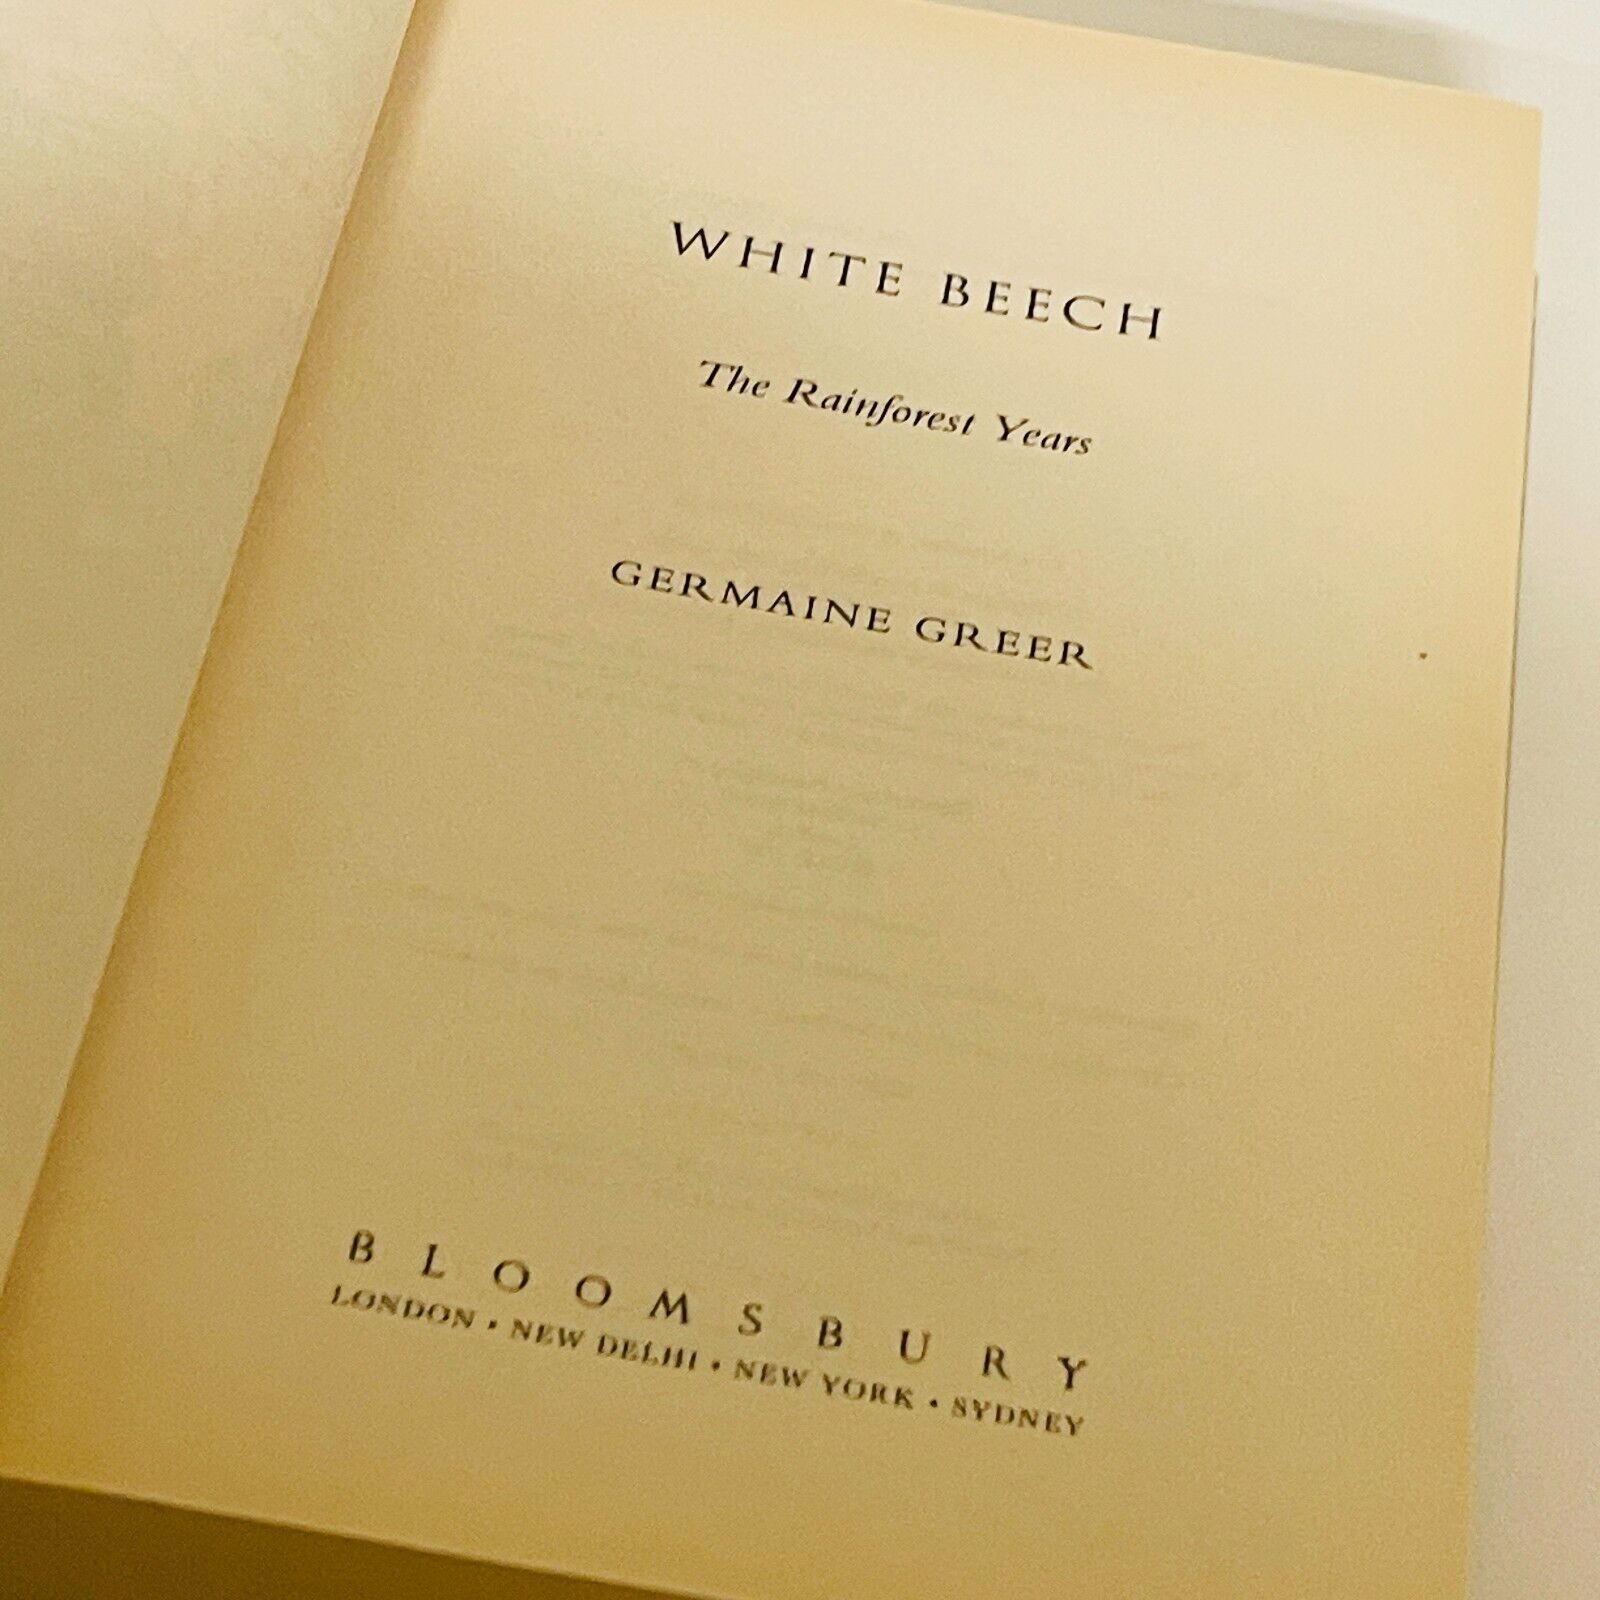 WHITE BEECH
The Rainforest Years
GERMAINE GREER
BLOOMSBURY
LONDON • NEW DELHI • NEW YORK • SYDNEY